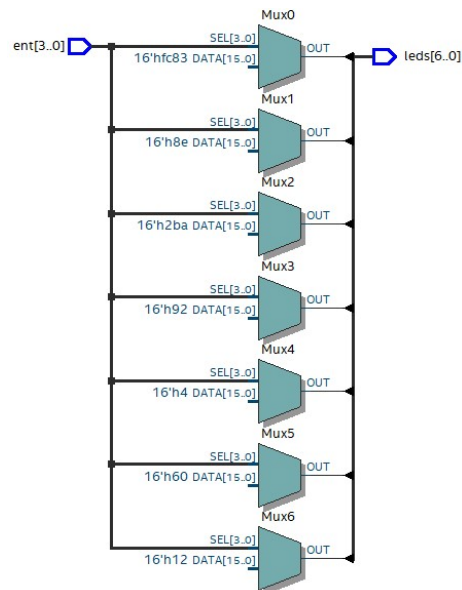 Mux0
ent[3..0] SEL[3..0] OUT leds[6..0]
16'hfc83 DATA[15..0]
Mux1
SEL[3..0] OUT
16'h8e DATA[15..0]
Mux2
SEL[3..0] OUT
16'h2ba DATA[15..0]
Mux3
SEL[3..0] OUT
16'h92 DATA[15..0]
Mux4
SEL[3..0] OUT
16'h4 DATA[15..0]
Mux5
SEL[3..0] OUT
16'h60 DATA[15..0]
Mux6
SEL[3..0] OUT
16'h12 DATA[15..0]